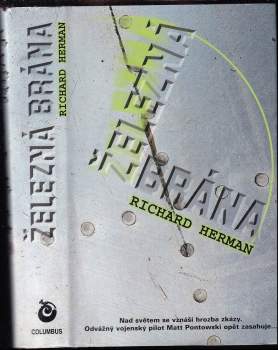 ŽELEZNÁ BRÁNA
RICHARD HERMAN
COLUMBUS
ŽELEZNÁ
BRÁNA
RICHARD HERMAN
Nad světem se vznáší hrozba zkázy.
Odvážný vojenský pilot Matt Pontowski opět zasahuje...